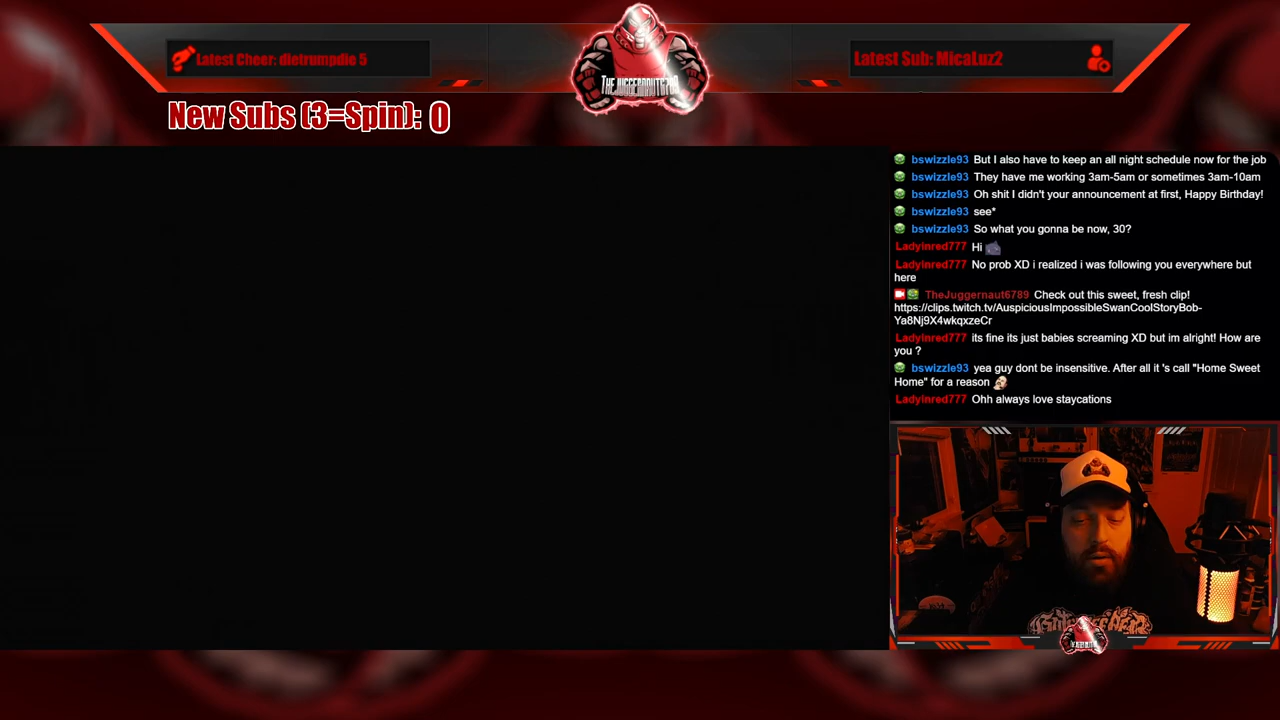 Latest Cheer: dietrumpdie 5
THEJUGGERNAUT6789
Latest Sub: MicaLuz2
New Subs (3=Spin): 0
bswizzle93 But I also have to keep an all night schedule now for the job
bswizzle93 They have me working 3am-5am or sometimes 3am-10am
bswizzle93 Oh shit I didn't your announcement at first, Happy Birthday!
bswizzle93 see*
bswizzle93 So what you gonna be now, 30?
LadyInred777 Hi
LadyInred777 No prob XD i realized i was following you everywhere but
here
TheJuggernaut6789 Check out this sweet, fresh clip!
https://clips.twitch.tv/AuspiciousImpossibleSwanCoolStoryBob-
Ya8Nj9X4wkqxzeCr
LadyInred777 its fine its just babies screaming XD but im alright! How are
you ?
bswizzle93 yea guy dont be insensitive. After all it 's call "Home Sweet
Home" for a reason
LadyInred777 Ohh always love staycations